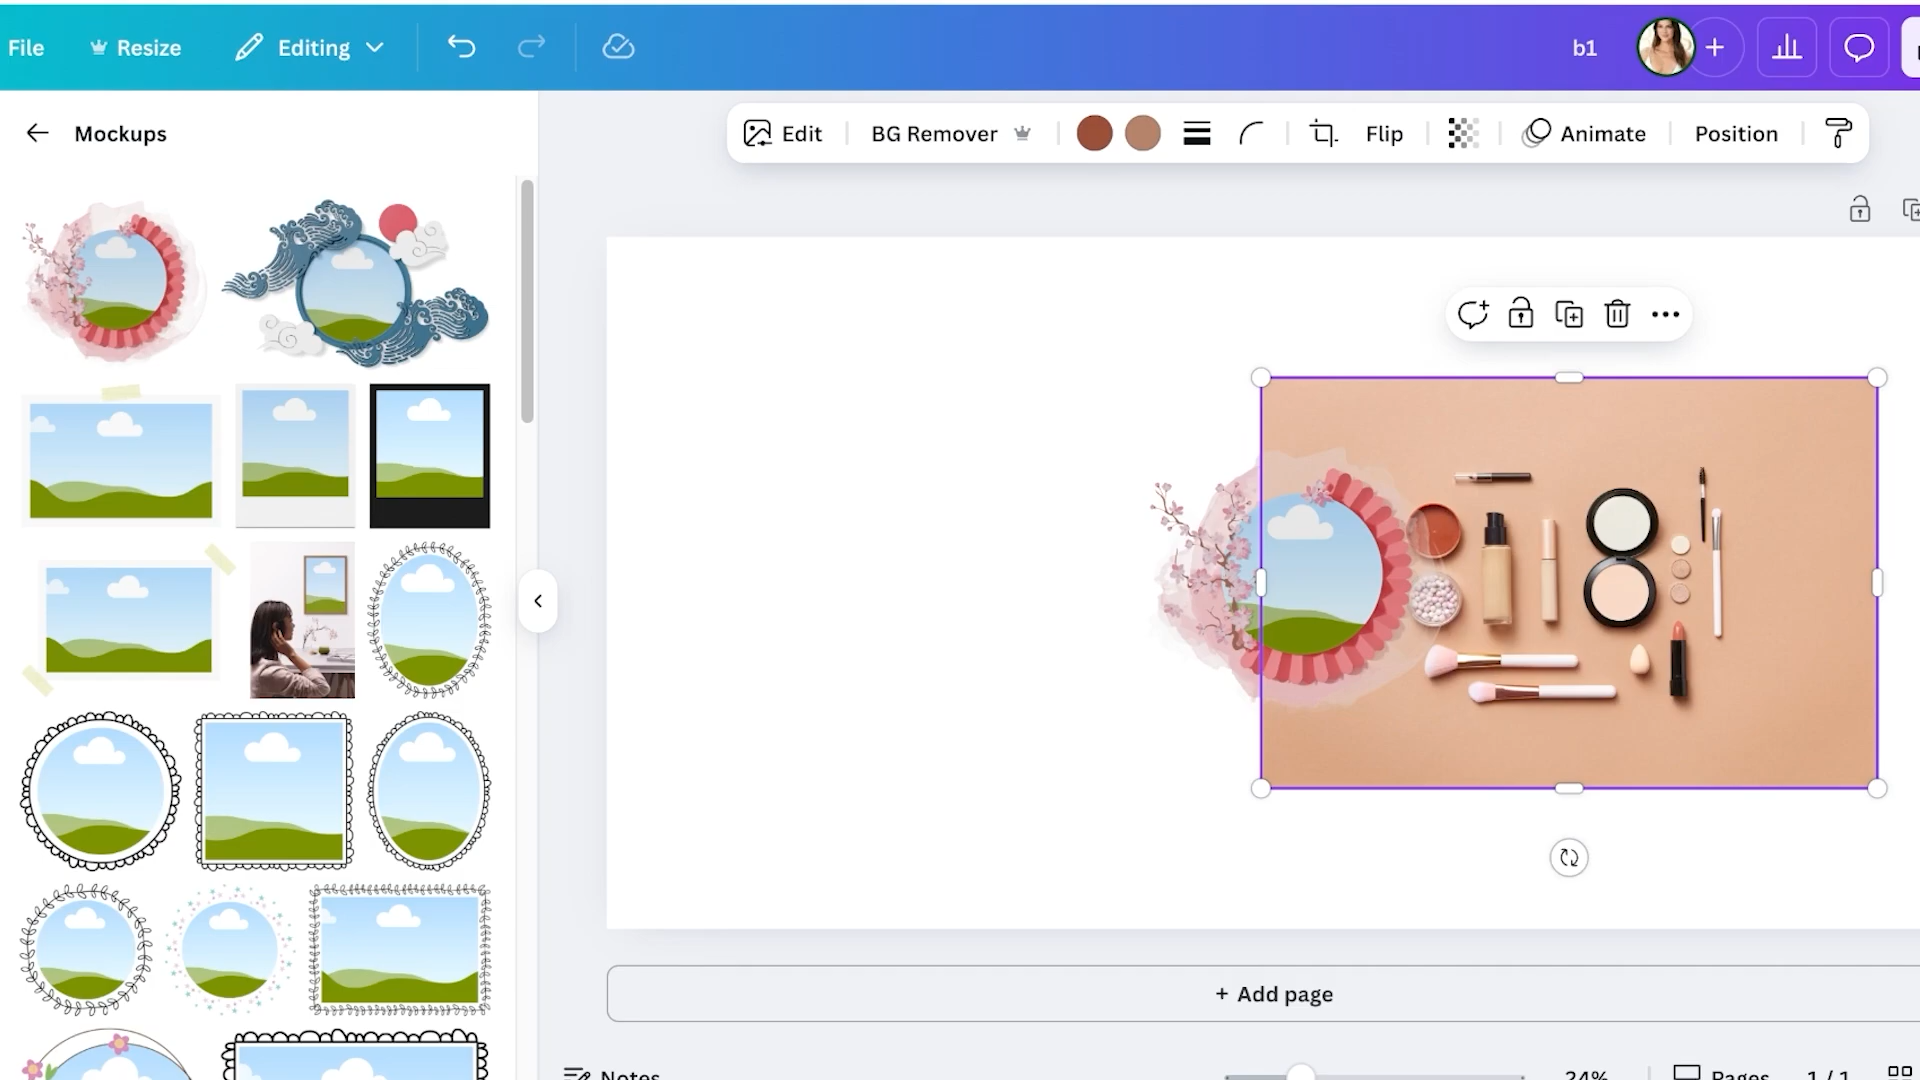 File Resize Editing b1
Mockups
Edit BG Remover Flip Animate Position
+ Add page
Notes 24% Pages 1 / 1